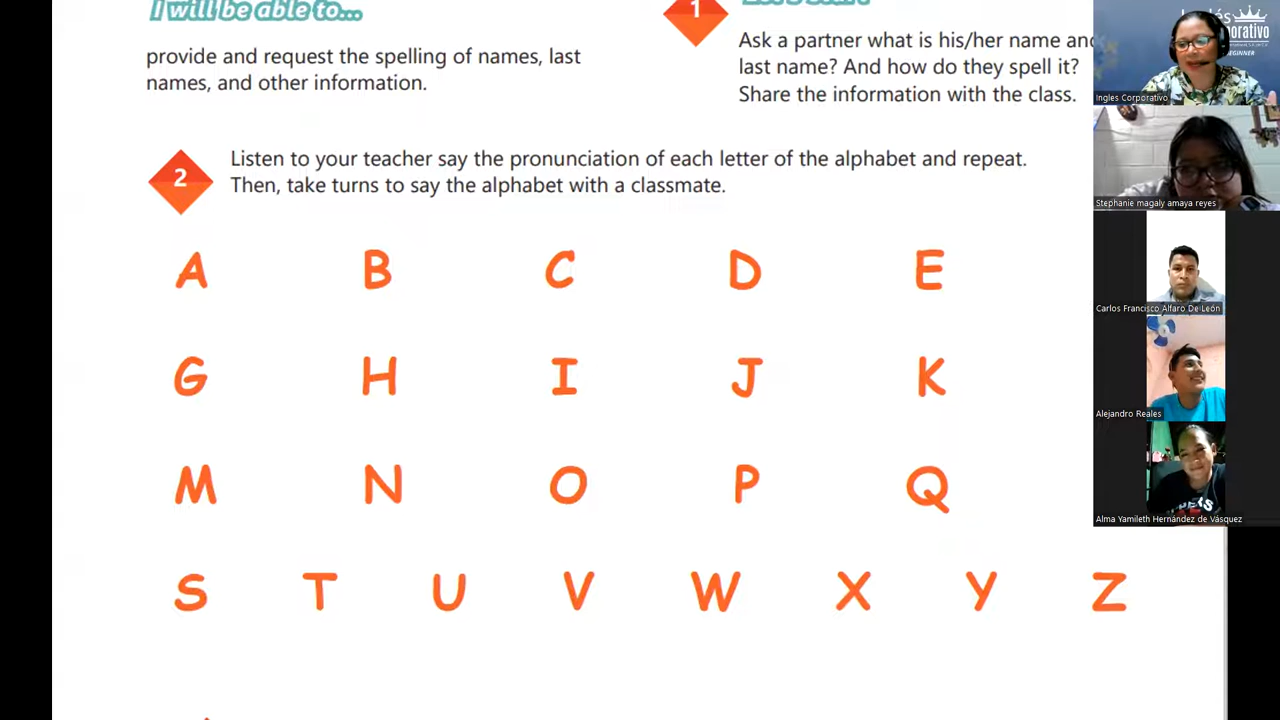 I will be able to...
provide and request the spelling of names, last
names, and other information.
1
Ask a partner what is his/her name and
last name? And how do they spell it?
Share the information with the class.
2
Listen to your teacher say the pronunciation of each letter of the alphabet and repeat.
Then, take turns to say the alphabet with a classmate.
A B C D E
G H I J K
M N O P Q
S T U V W X Y Z
Ingles Corporativo
Stephanie magaly amaya reyes
Carlos Francisco Alfaro De León
Alejandro Reales
Alma Yamileth Hernández de Vásquez